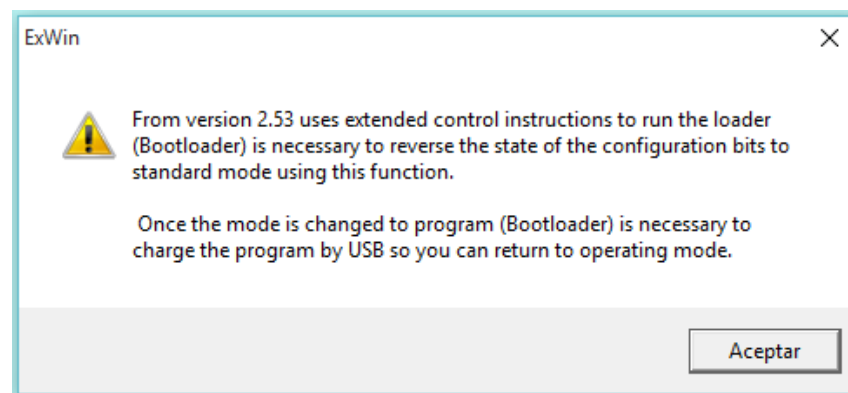 ExWin
From version 2.53 uses extended control instructions to run the loader
(Bootloader) is necessary to reverse the state of the configuration bits to
standard mode using this function.
Once the mode is changed to program (Bootloader) is necessary to
charge the program by USB so you can return to operating mode.
Aceptar